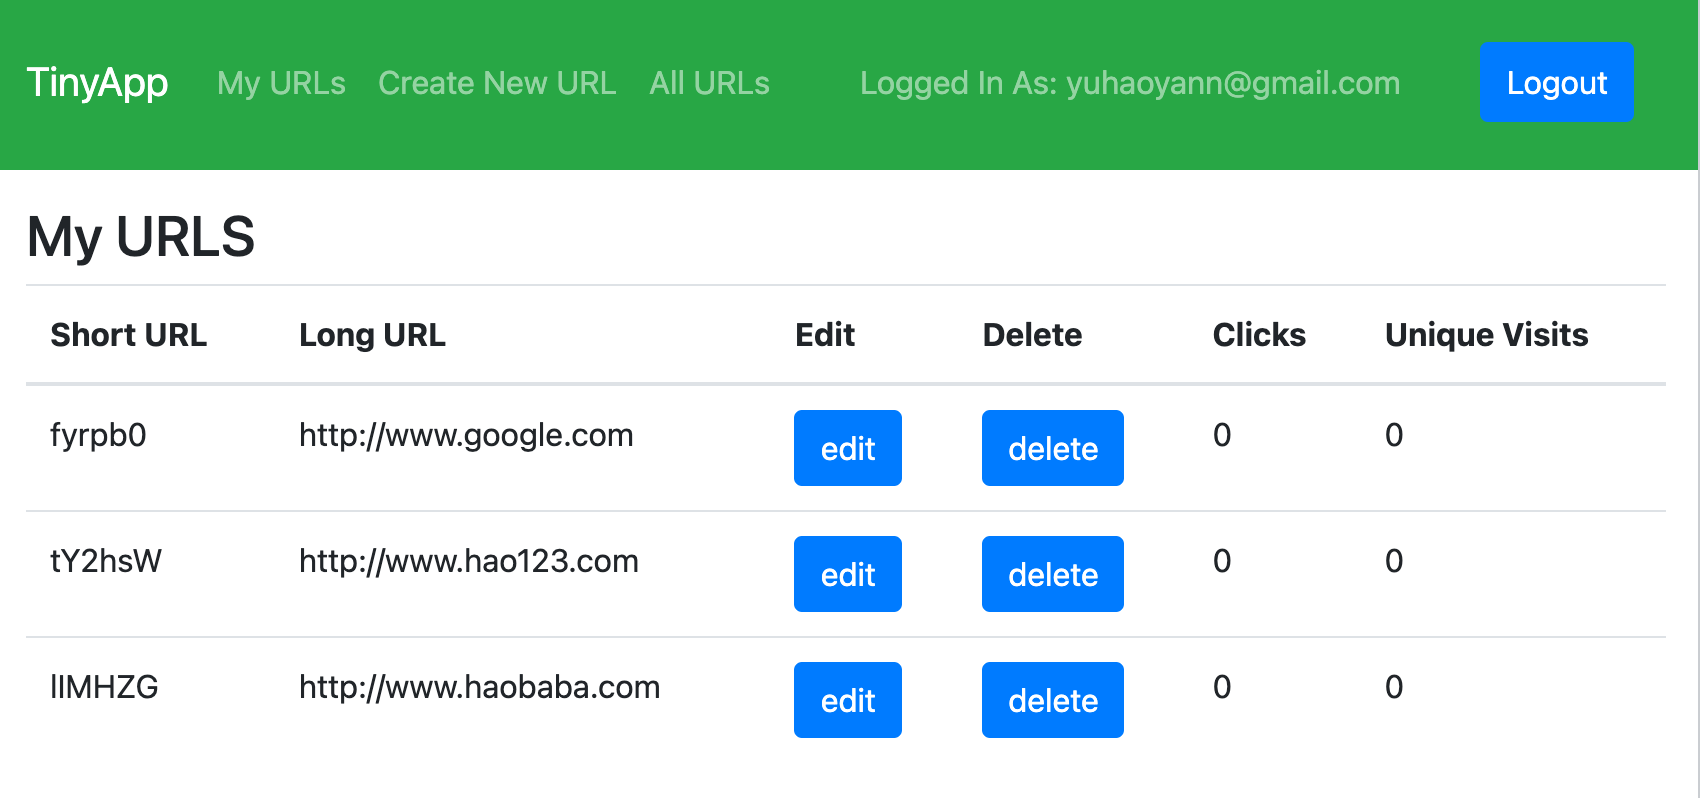 TinyApp My URLs Create New URL All URLs Logged In As: yuhaoyann@gmail.com Logout
My URLS
Short URL Long URL Edit Delete Clicks Unique Visits
fyrpb0 http://www.google.com edit delete 0 0
tY2hsW http://www.hao123.com edit delete 0 0
llMHZG http://www.haobaba.com edit delete 0 0